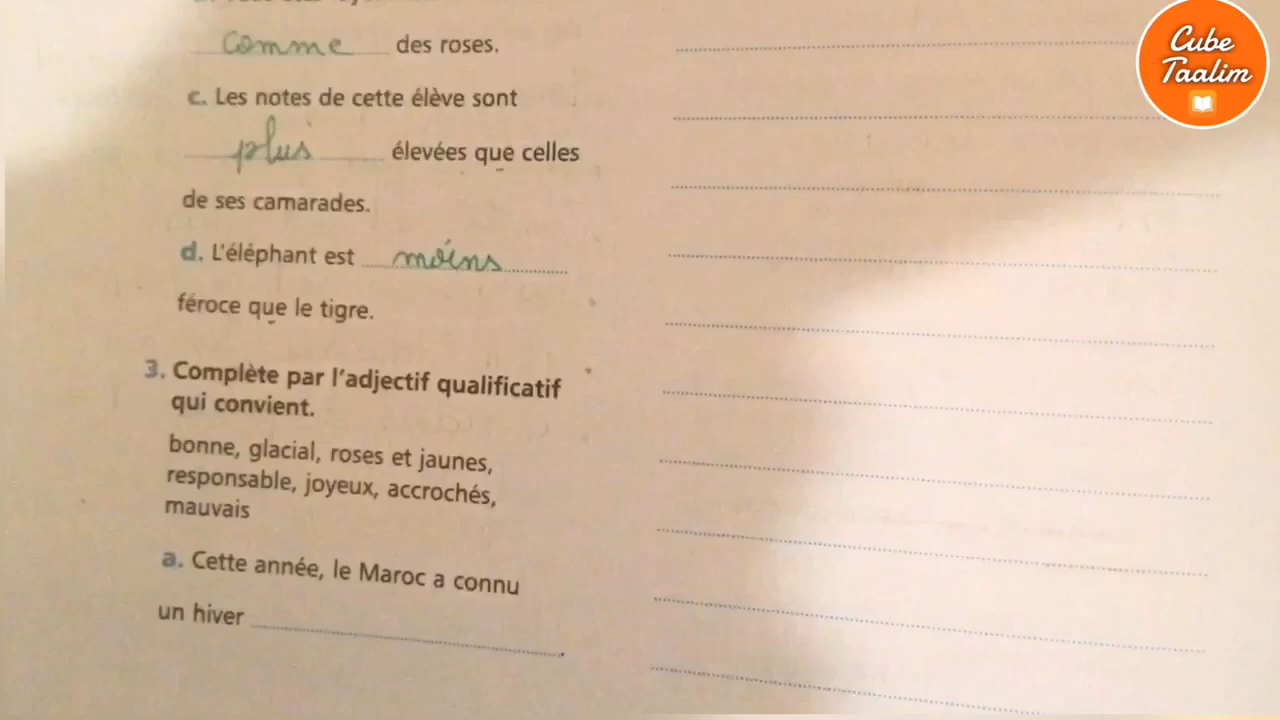 comme des roses.
c. Les notes de cette élève sont
plus élevées que celles
de ses camarades.
d. L'éléphant est moins
féroce que le tigre.
3. Complète par l'adjectif qualificatif
qui convient.
bonne, glacial, roses et jaunes,
responsable, joyeux, accrochés,
mauvais
a. Cette année, le Maroc a connu
un hiver
Cube
Taalim